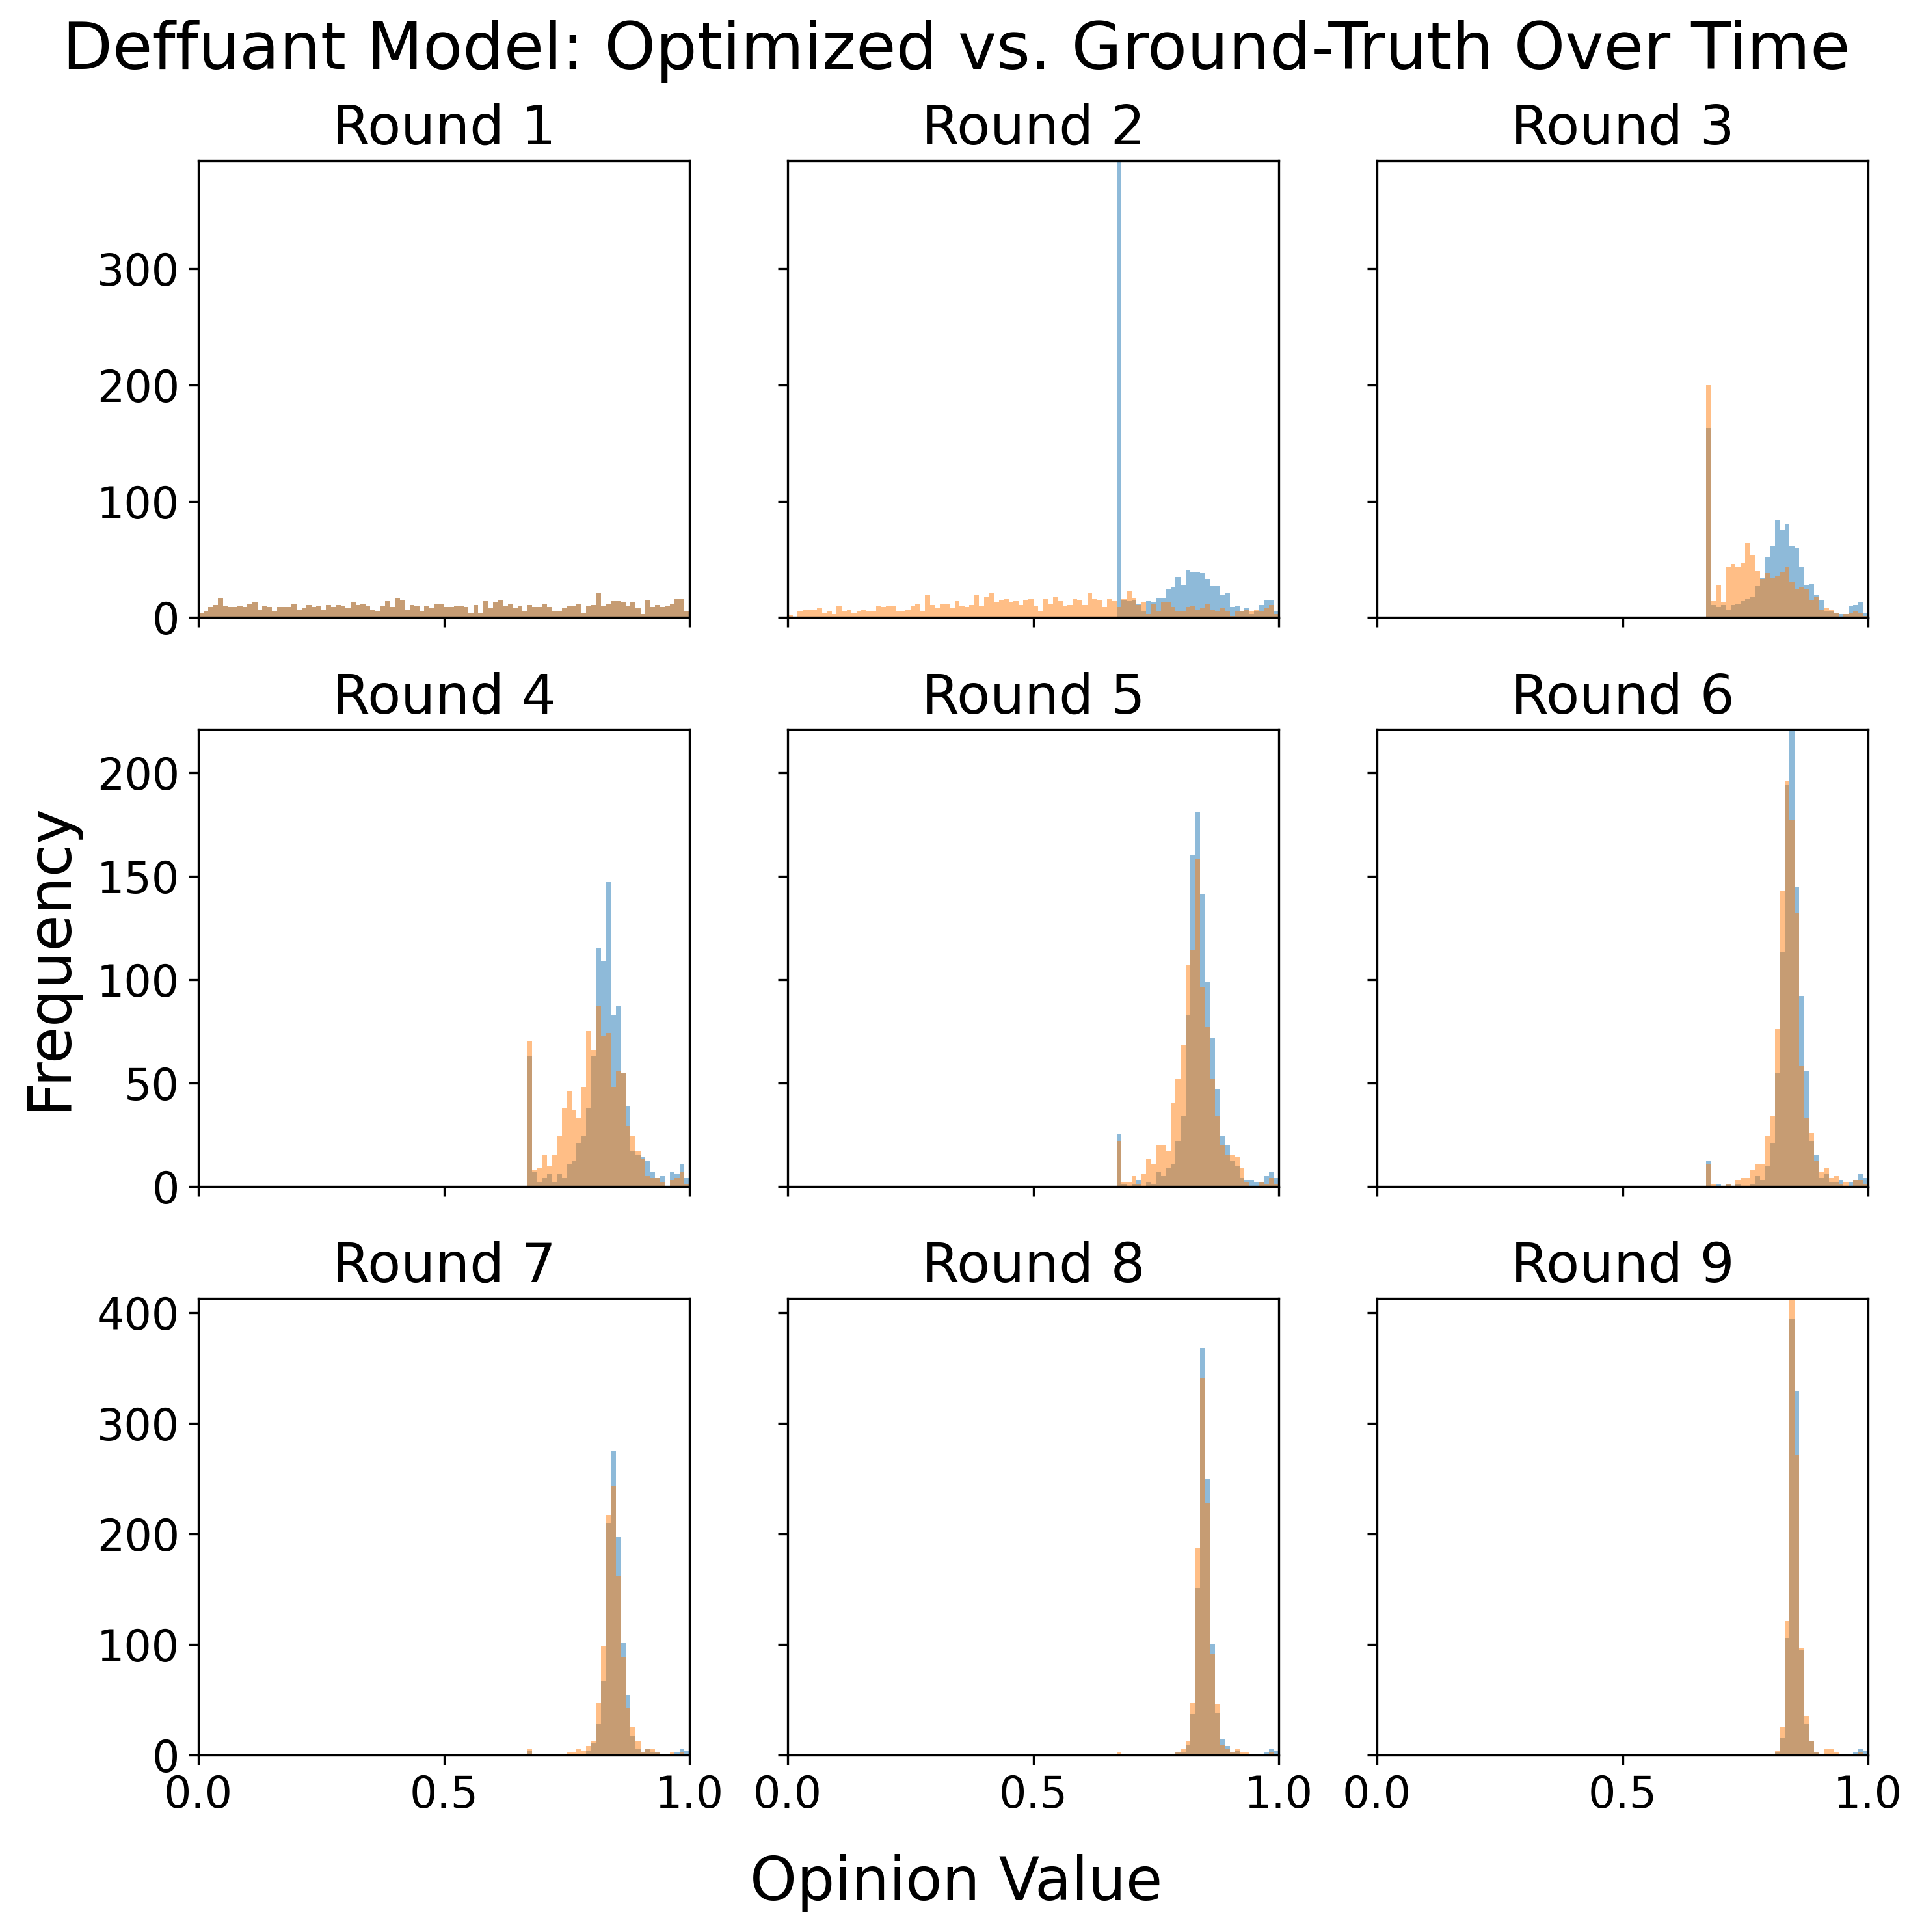 Deffuant Model: Optimized vs. Ground-Truth Over Time
Round 1
Round 2
Round 3
300
200
100
0
Round 4
Round 5
Round 6
200
150
100
50
0
Frequency
Round 7
Round 8
Round 9
400
300
200
100
0
0.0 0.5 1.0
0.0 0.5 1.0
0.0 0.5 1.0
Opinion Value